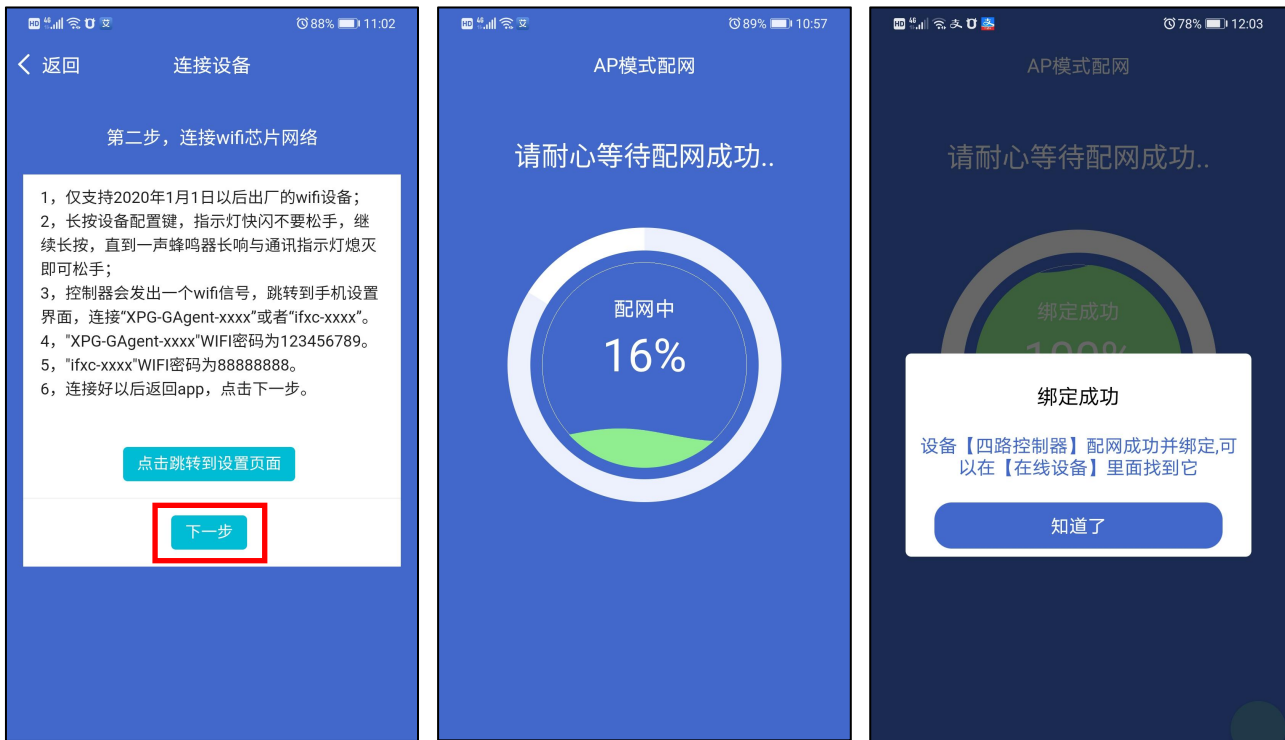 88% 11:02
返回 连接设备
第二步，连接wifi芯片网络
1，仅支持2020年1月1日以后出厂的wifi设备；
2，长按设备配置键，指示灯快闪不要松手，继
续长按，直到一声蜂鸣器长响与通讯指示灯熄灭
即可松手；
3，控制器会发出一个wifi信号，跳转到手机设置
界面，连接“XPG-GAgent-xxxx”或者“ifxc-xxxx”。
4，"XPG-GAgent-xxxx"WIFI密码为123456789。
5，"ifxc-xxxx"WIFI密码为88888888。
6，连接好以后返回app，点击下一步。
点击跳转到设置页面
下一步
89% 10:57
AP模式配网
请耐心等待配网成功..
配网中
16%
78% 12:03
AP模式配网
请耐心等待配网成功..
绑定成功
100%
绑定成功
设备【四路控制器】配网成功并绑定,可
以在【在线设备】里面找到它
知道了